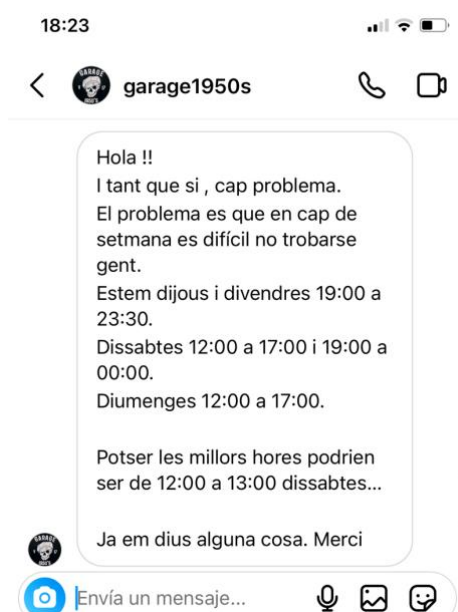 18:23
garage1950s
Hola !!
I tant que si , cap problema.
El problema es que en cap de
setmana es difícil no trobarse
gent.
Estem dijous i divendres 19:00 a
23:30.
Dissabtes 12:00 a 17:00 i 19:00 a
00:00.
Diumenges 12:00 a 17:00.
Potser les millors hores podrien
ser de 12:00 a 13:00 dissabtes...
Ja em dius alguna cosa. Merci
Envía un mensaje...